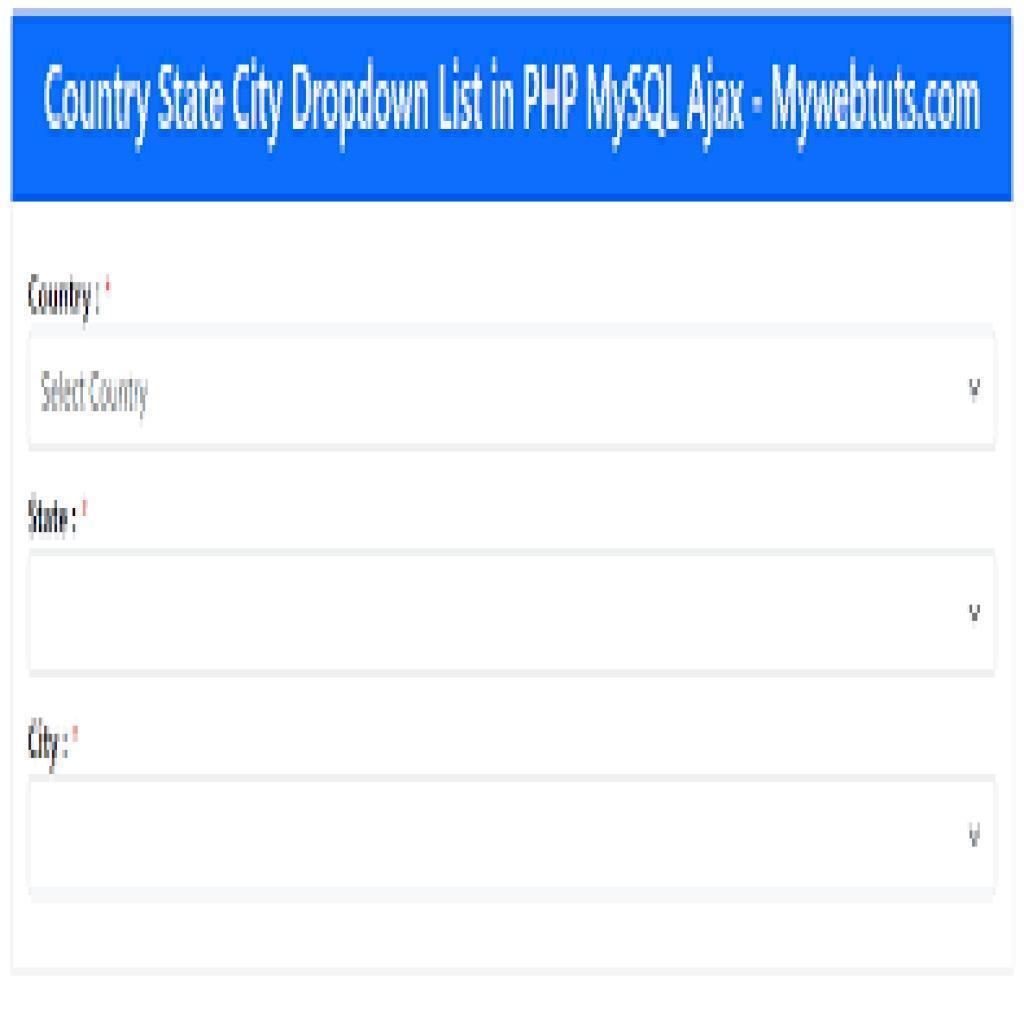 Country State City Dropdown List in PHP MySQL Ajax - Mywebtuts.com
Country : *
Select Country
State : *
City : *